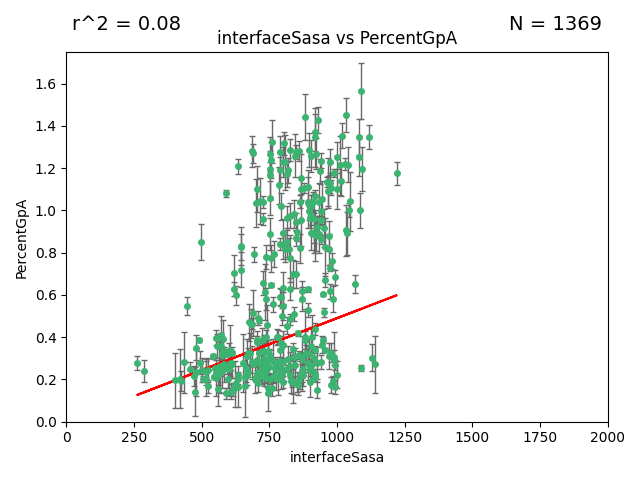 r^2 = 0.08
N = 1369
interfaceSasa vs PercentGpA
PercentGpA
1.6
1.4
1.2
1.0
0.8
0.6
0.4
0.2
0.0
0 250 500 750 1000 1250 1500 1750 2000
interfaceSasa